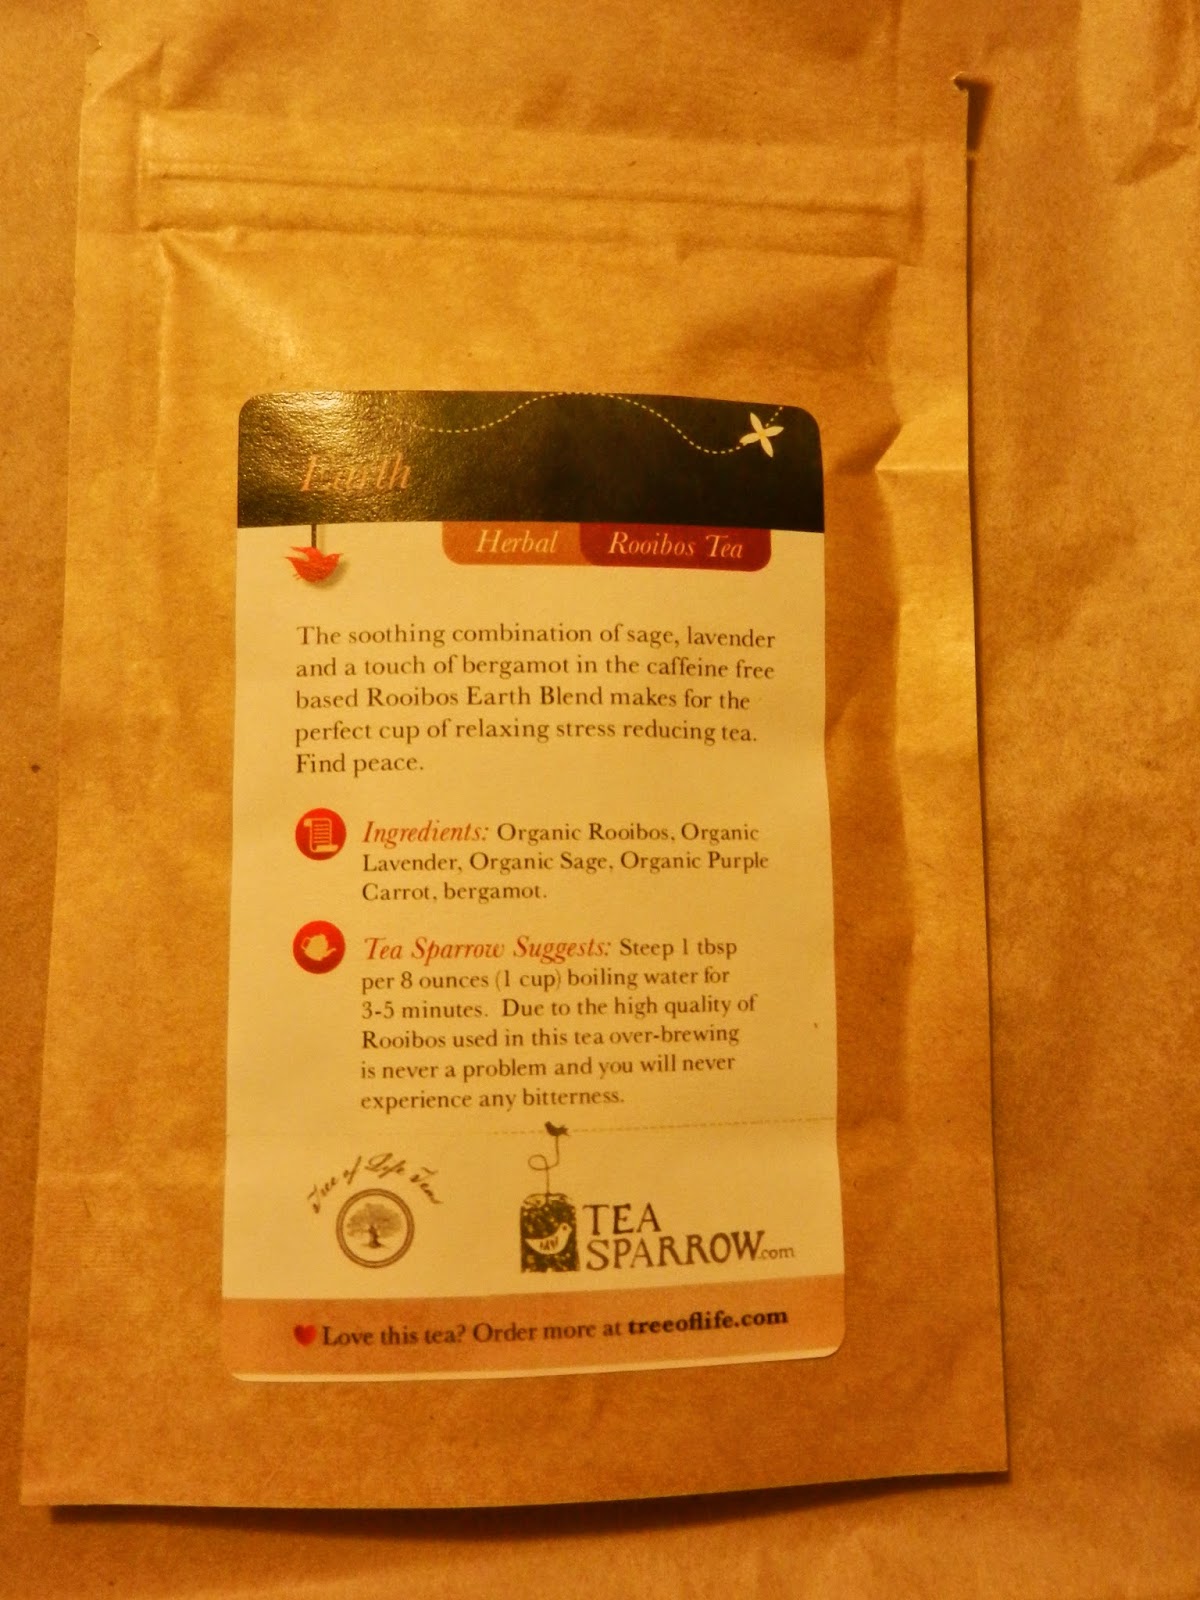 Earth
Herbal Rooibos Tea
The soothing combination of sage, lavender
and a touch of bergamot in the caffeine free
based Rooibos Earth Blend makes for the
perfect cup of relaxing stress reducing tea.
Find peace.
Ingredients: Organic Rooibos, Organic
Lavender, Organic Sage, Organic Purple
Carrot, bergamot.
Tea Sparrow Suggests: Steep 1 tbsp
per 8 ounces (1 cup) boiling water for
3-5 minutes. Due to the high quality of
Rooibos used in this tea over-brewing
is never a problem and you will never
experience any bitterness.
Tree of Life Teas
TEA
SPARROW.com
Love this tea? Order more at treeoflife.com